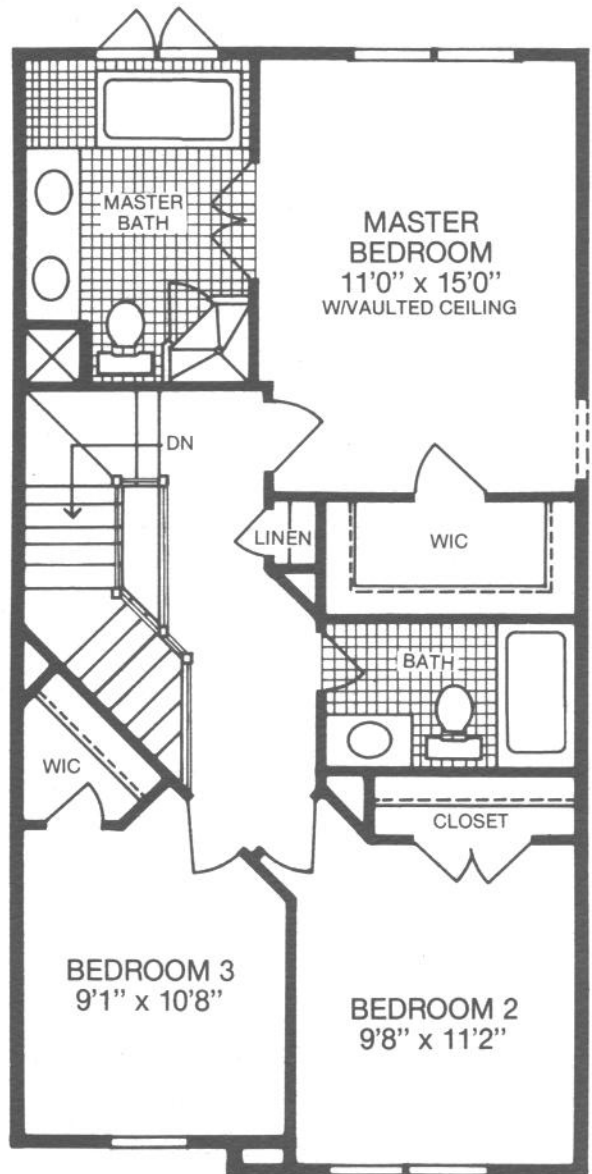 MASTER
BATH
MASTER
BEDROOM
11'0" x 15'0"
W/VAULTED CEILING
DN
LINEN
WIC
BATH
WIC
CLOSET
BEDROOM 3
9'1" x 10'8"
BEDROOM 2
9'8" x 11'2"